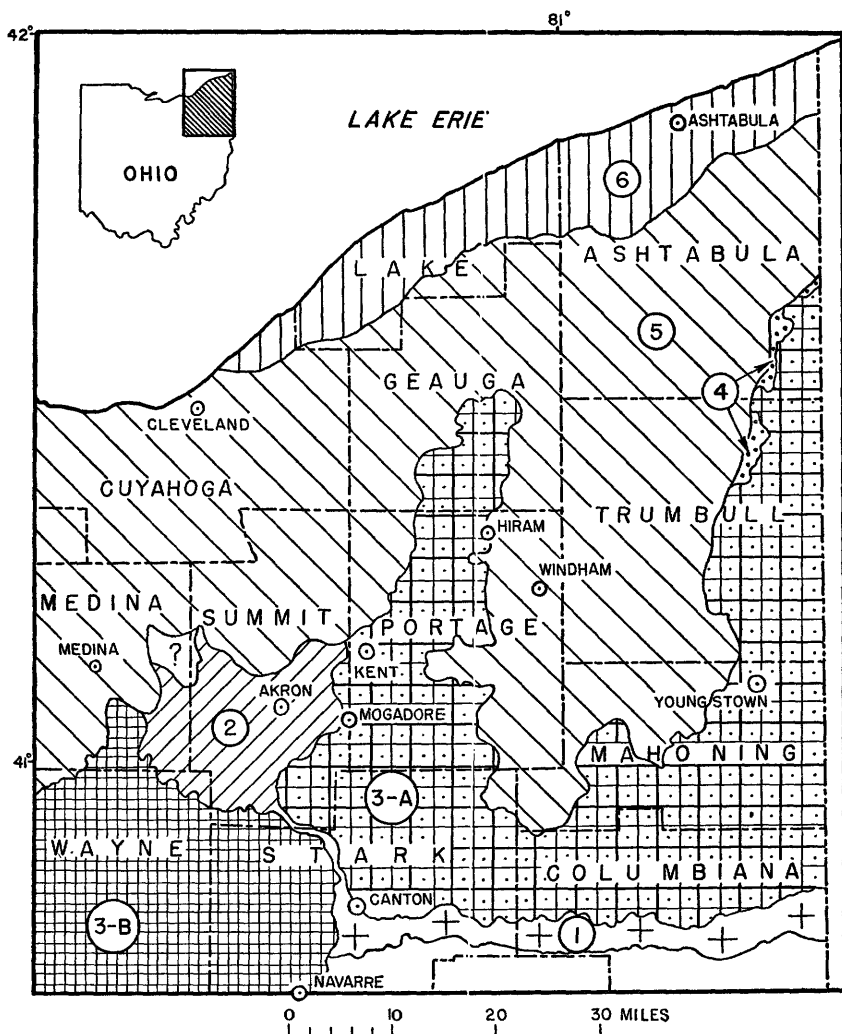 81°
42°
LAKE ERIE
ASHTABULA
OHIO
6
LAKE
ASHTABULA
5
GEAUGA
4
CLEVELAND
CUYAHOGA
TRUMBULL
HIRAM
WINDHAM
MEDINA
SUMMIT
PORTAGE
?
MEDINA
KENT
AKRON
YOUNGSTOWN
2
MOGADORE
41°
MAHONING
3-A
WAYNE
STARK
COLUMBIANA
CANTON
3-B
1
NAVARRE
0 10 20 30 MILES